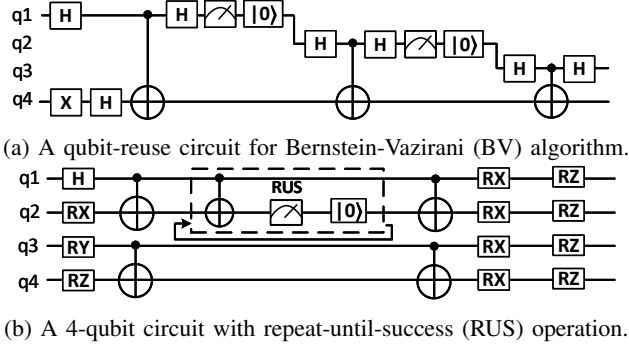 q1 H H |0⟩
q2 H H |0⟩
q3 H H
q4 X H
(a) A qubit-reuse circuit for Bernstein-Vazirani (BV) algorithm.
q1 H RUS RX RZ
q2 RX |0⟩ RX RZ
q3 RY RX RZ
q4 RZ RX RZ
(b) A 4-qubit circuit with repeat-until-success (RUS) operation.